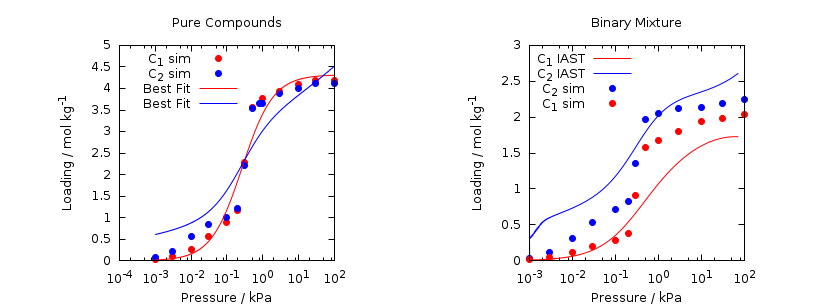 Pure Compounds
5
4.5
4
3.5
3
2.5
2
1.5
1
0.5
0
Loading / mol kg-1
C1 sim
C2 sim
Best Fit
Best Fit
10-4 10-3 10-2 10-1 100 101 102
Pressure / kPa
Binary Mixture
3
2.5
2
1.5
1
0.5
0
Loading / mol kg-1
C1 IAST
C2 IAST
C2 sim
C1 sim
10-3 10-2 10-1 100 101 102
Pressure / kPa